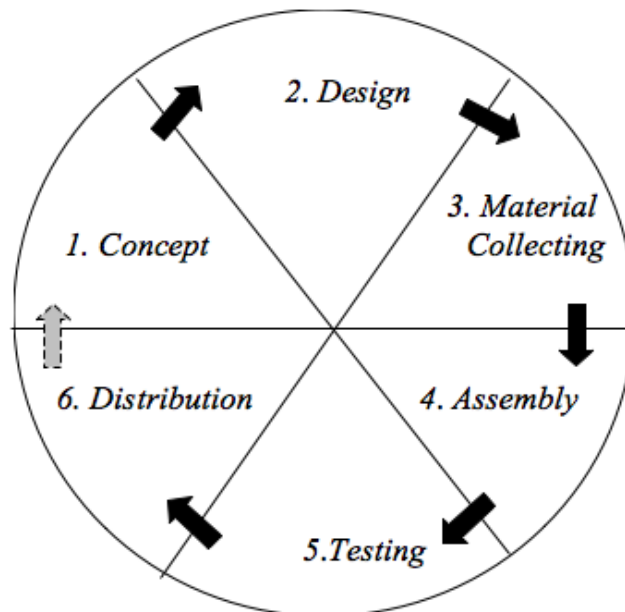 1. Concept
2. Design
3. Material
Collecting
4. Assembly
5.Testing
6. Distribution